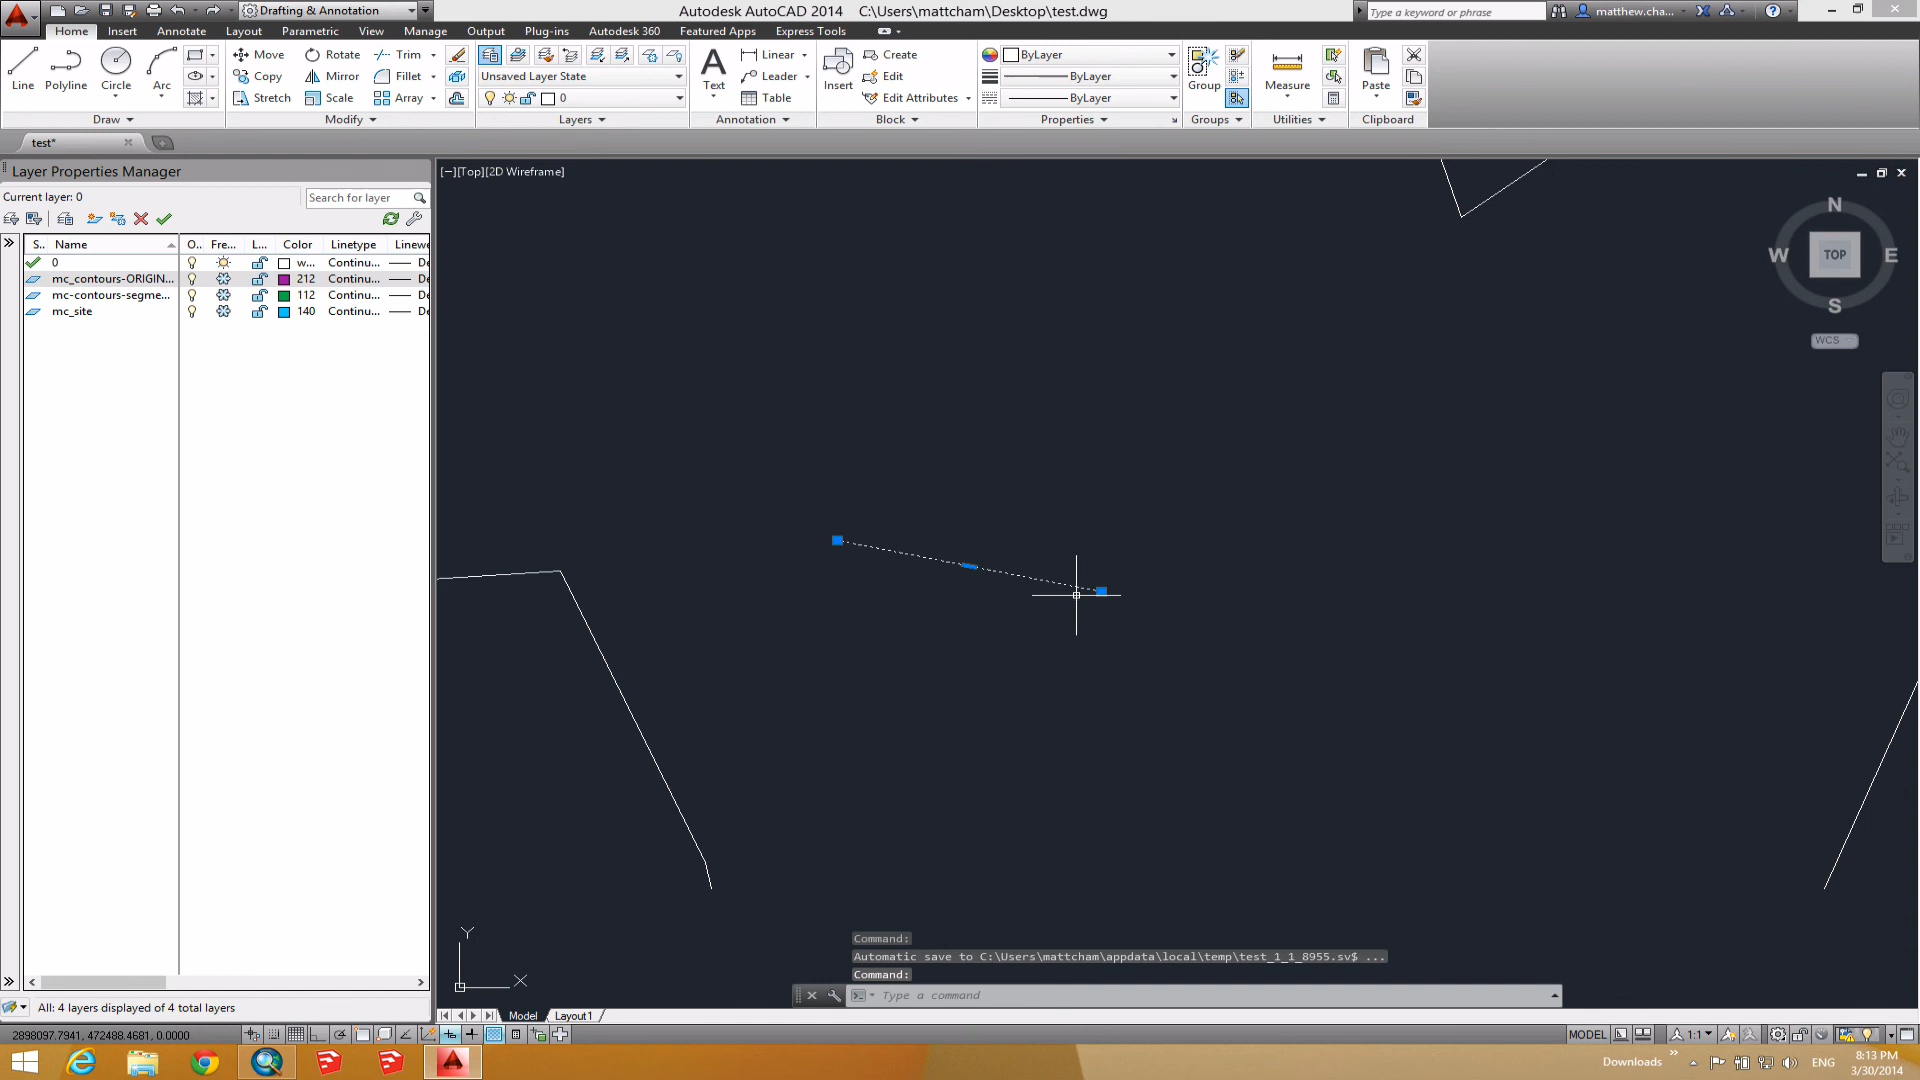 Drafting & Annotation
Autodesk AutoCAD 2014 C:\Users\mattcham\Desktop\test.dwg
Type a keyword or phrase
matthew.cha...
Home Insert Annotate Layout Parametric View Manage Output Plug-ins Autodesk 360 Featured Apps Express Tools
Line Polyline Circle Arc
Move Rotate Trim
Copy Mirror Fillet
Stretch Scale Array
Unsaved Layer State
0
Text
Linear
Leader
Table
Insert
Create
Edit
Edit Attributes
ByLayer
ByLayer
ByLayer
Group
Measure
Paste
Draw Modify Layers Annotation Block Properties Groups Utilities Clipboard
test*
Layer Properties Manager
Current layer: 0
Search for layer
S.. Name O.. Fre... L... Color Linetype Linewe
0 w... Continu... De
mc_contours-ORIGIN... 212 Continu... De
mc-contours-segme... 112 Continu... De
mc_site 140 Continu... De
All: 4 layers displayed of 4 total layers
[−][Top][2D Wireframe]
N
W TOP E
S
WCS
Y
X
Command:
Automatic save to C:\Users\mattcham\appdata\local\temp\test_1_1_8955.sv$ ...
Command:
Type a command
Model Layout1
2898097.7941, 472488.4681, 0.0000
MODEL
1:1
Downloads
ENG
8:13 PM
3/30/2014